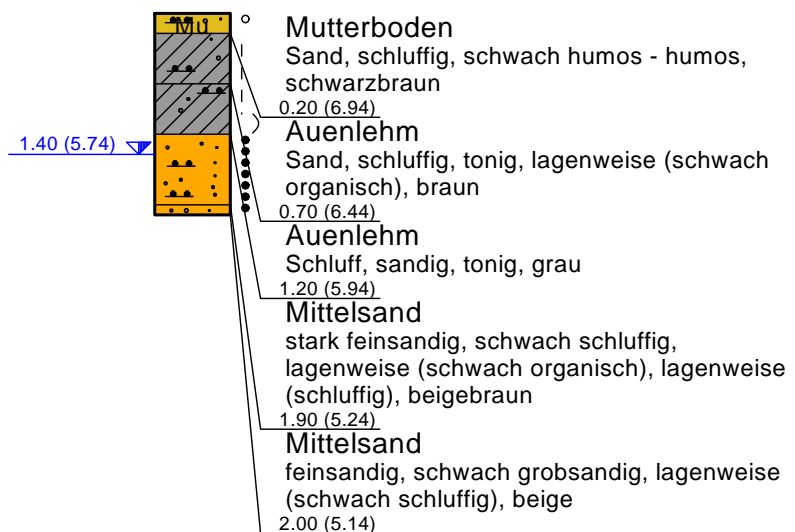 Mu
Mutterboden
Sand, schluffig, schwach humos - humos,
schwarzbraun
0.20 (6.94)
1.40 (5.74)
Auenlehm
Sand, schluffig, tonig, lagenweise (schwach
organisch), braun
0.70 (6.44)
Auenlehm
Schluff, sandig, tonig, grau
1.20 (5.94)
Mittelsand
stark feinsandig, schwach schluffig,
lagenweise (schwach organisch), lagenweise
(schluffig), beigebraun
1.90 (5.24)
Mittelsand
feinsandig, schwach grobsandig, lagenweise
(schwach schluffig), beige
2.00 (5.14)